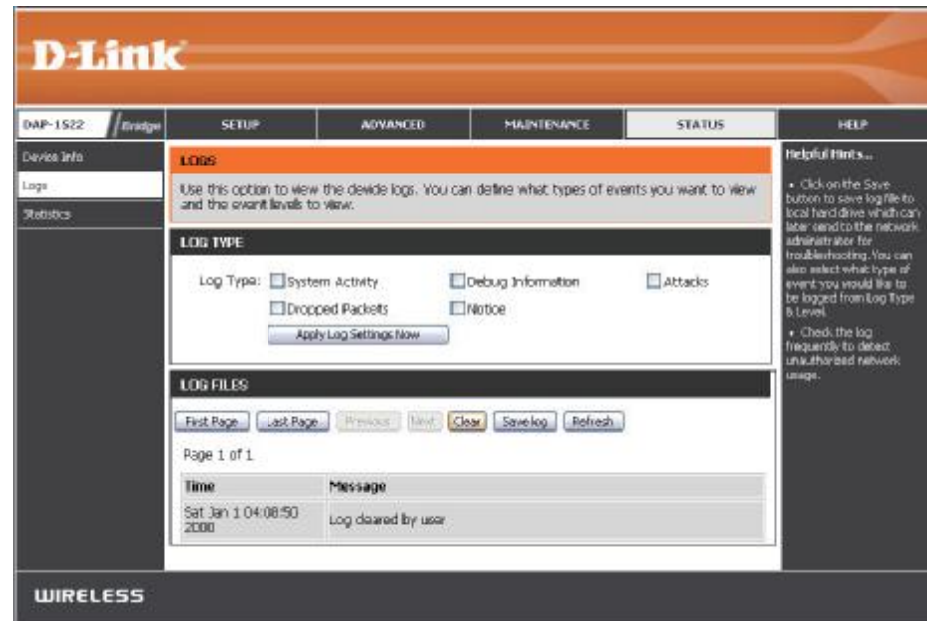 D-Link
DAP-1522 //Bridge SETUP ADVANCED MAINTENANCE STATUS HELP
Device Info
Logs
Statistics
LOGS
Use this option to view the devide logs. You can define what types of events you want to view
and the event levels to view.
LOG TYPE
Log Type: System Activity Debug Information Attacks
Dropped Packets Notice
Apply Log Settings Now
LOG FILES
First Page Last Page Previous Next Clear Save log Refresh
Page 1 of 1
Time Message
Sat Jan 1 04:08:50
2000
Log cleared by user
Helpful Hints...
• Click on the Save
button to save log file to
local hard drive which can
later send to the network
administrator for
troubleshooting. You can
also select what type of
event you would like to
be logged from Log Type
& Level.
• Check the log
frequently to detect
unauthorized network
usage.
WIRELESS